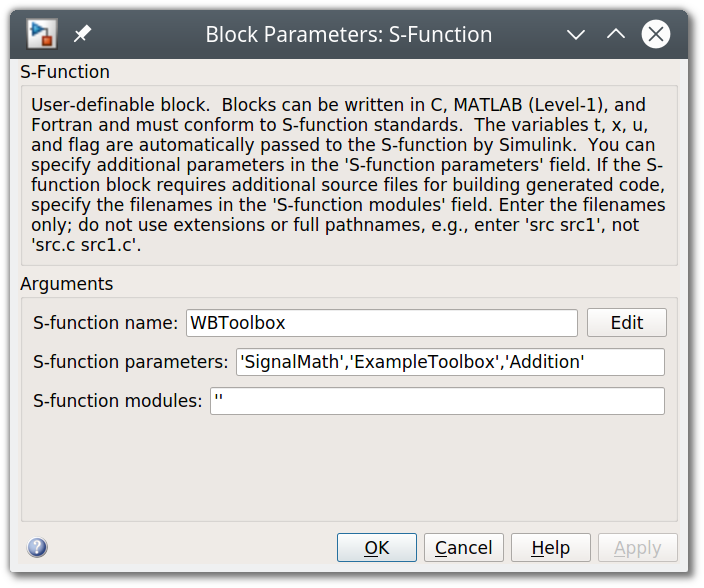 Block Parameters: S-Function
S-Function
User-definable block.  Blocks can be written in C, MATLAB (Level-1), and
Fortran and must conform to S-function standards.  The variables t, x, u,
and flag are automatically passed to the S-function by Simulink.  You can
specify additional parameters in the 'S-function parameters' field. If the S-
function block requires additional source files for building generated code,
specify the filenames in the 'S-function modules' field. Enter the filenames
only; do not use extensions or full pathnames, e.g., enter 'src src1', not
'src.c src1.c'.
Arguments
S-function name: WBToolbox Edit
S-function parameters: 'SignalMath','ExampleToolbox','Addition'
S-function modules: ''
? OK Cancel Help Apply